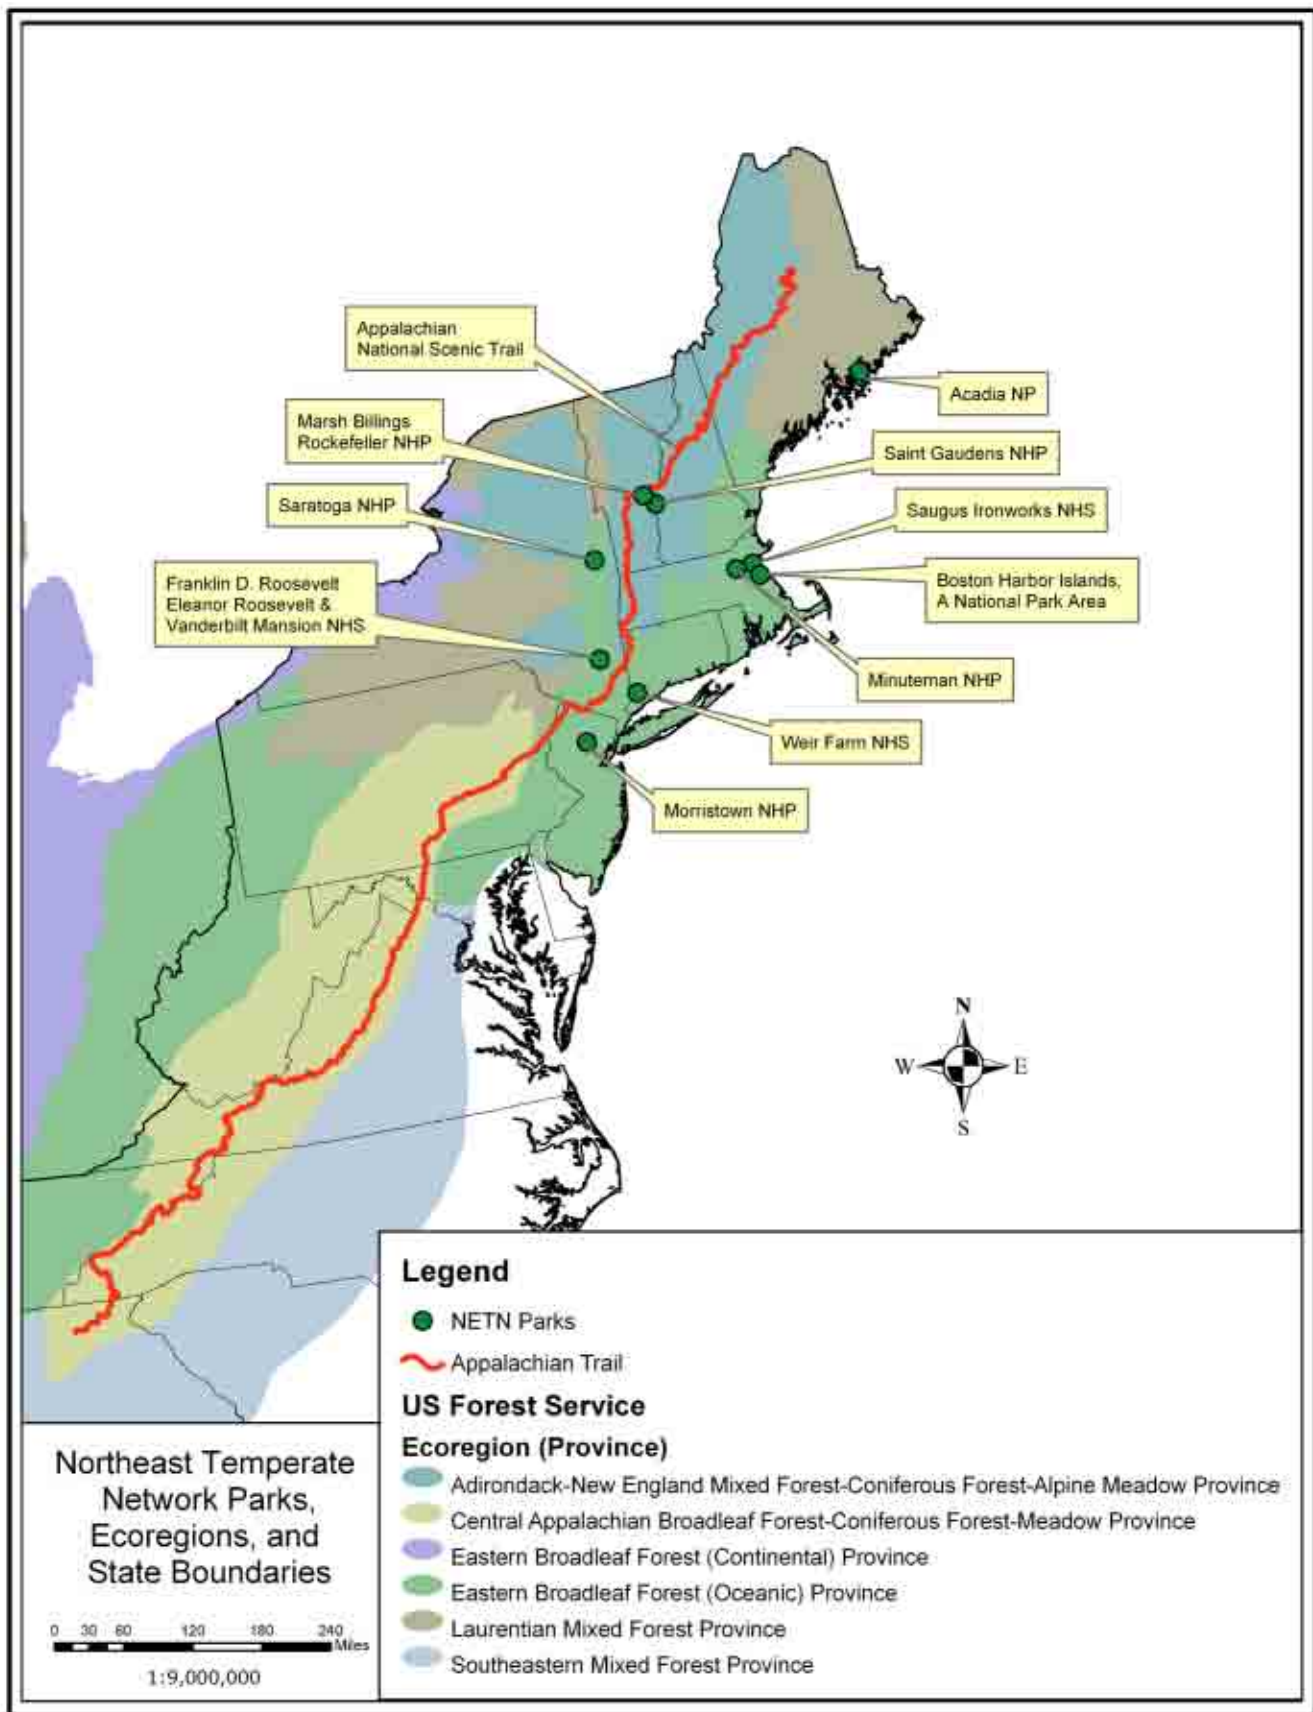 Appalachian
National Scenic Trail
Acadia NP
Marsh Billings
Rockefeller NHP
Saint Gaudens NHP
Saratoga NHP
Saugus Ironworks NHS
Franklin D. Roosevelt
Eleanor Roosevelt &
Vanderbilt Mansion NHS
Boston Harbor Islands,
A National Park Area
Minuteman NHP
Weir Farm NHS
Morristown NHP
N
W E
S
Legend
NETN Parks
Appalachian Trail
US Forest Service
Ecoregion (Province)
Adirondack-New England Mixed Forest-Coniferous Forest-Alpine Meadow Province
Central Appalachian Broadleaf Forest-Coniferous Forest-Meadow Province
Eastern Broadleaf Forest (Continental) Province
Eastern Broadleaf Forest (Oceanic) Province
Laurentian Mixed Forest Province
Southeastern Mixed Forest Province
Northeast Temperate
Network Parks,
Ecoregions, and
State Boundaries
0 30 60 120 180 240
Miles
1:9,000,000